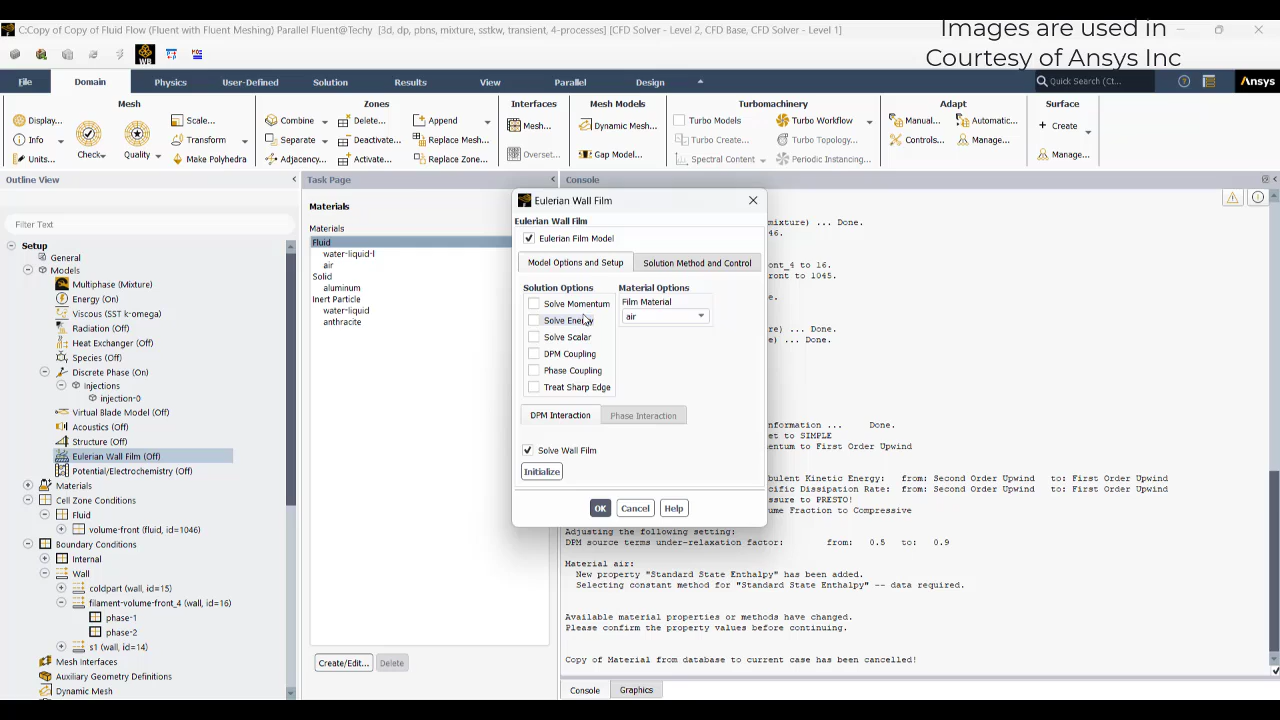 C:Copy of Copy of Fluid Flow (Fluent with Fluent Meshing) Parallel Fluent@Techy [3d, dp, pbns, mixture, sstkw, transient, 4-processes] [CFD Solver - Level 2, CFD Base, CFD Solver - Level 1]
Images are used in
Courtesy of Ansys Inc
File Domain Physics User-Defined Solution Results View Parallel Design Quick Search (Ct... Ansys
Mesh Zones Interfaces Mesh Models Turbomachinery Adapt Surface
Display... Scale... Combine Delete... Append Mesh... Dynamic Mesh... Turbo Models Turbo Workflow Manual... Automatic... Create
Info Check Quality Transform Separate Deactivate... Replace Mesh... Turbo Create... Turbo Topology... Controls... Manage...
Units... Make Polyhedra Adjacency... Activate... Replace Zone... Overset... Gap Model... Spectral Content Periodic Instancing... Manage...
Outline View
Filter Text
Setup
General
Models
Multiphase (Mixture)
Energy (On)
Viscous (SST k-omega)
Radiation (Off)
Heat Exchanger (Off)
Species (Off)
Discrete Phase (On)
Injections
injection-0
Virtual Blade Model (Off)
Acoustics (Off)
Structure (Off)
Eulerian Wall Film (Off)
Potential/Electrochemistry (Off)
Materials
Cell Zone Conditions
Fluid
volume-front (fluid, id=1046)
Boundary Conditions
Internal
Wall
coldpart (wall, id=15)
filament-volume-front_4 (wall, id=16)
phase-1
phase-2
s1 (wall, id=14)
Mesh Interfaces
Auxiliary Geometry Definitions
Dynamic Mesh
Task Page
Materials
Materials
Fluid
water-liquid-l
air
Solid
aluminum
Inert Particle
water-liquid
anthracite
Create/Edit... Delete
Eulerian Wall Film
Eulerian Wall Film
Eulerian Film Model
Model Options and Setup Solution Method and Control
Solution Options Material Options
Solve Momentum Film Material
Solve Energy air
Solve Scalar
DPM Coupling
Phase Coupling
Treat Sharp Edge
DPM Interaction Phase Interaction
Solve Wall Film
Initialize
OK Cancel Help
Console
mixture) ... Done.
46.
ront_4 to 16.
ront to 1045.
re) ... Done.
e) ... Done.
ormation ... Done.
et to SIMPLE
mentum to First Order Upwind
bulent Kinetic Energy: from: Second Order Upwind to: First Order Upwind
cific Dissipation Rate: from: Second Order Upwind to: First Order Upwind
ssure to PRESTO!
ume Fraction to Compressive
Adjusting the following setting:
DPM source terms under-relaxation factor: from: 0.5 to: 0.9
Material air:
New property "Standard State Enthalpy" has been added.
Selecting constant method for "Standard State Enthalpy" -- data required.
Available material properties or methods have changed.
Please confirm the property values before continuing.
Copy of Material from database to current case has been cancelled!
Console Graphics